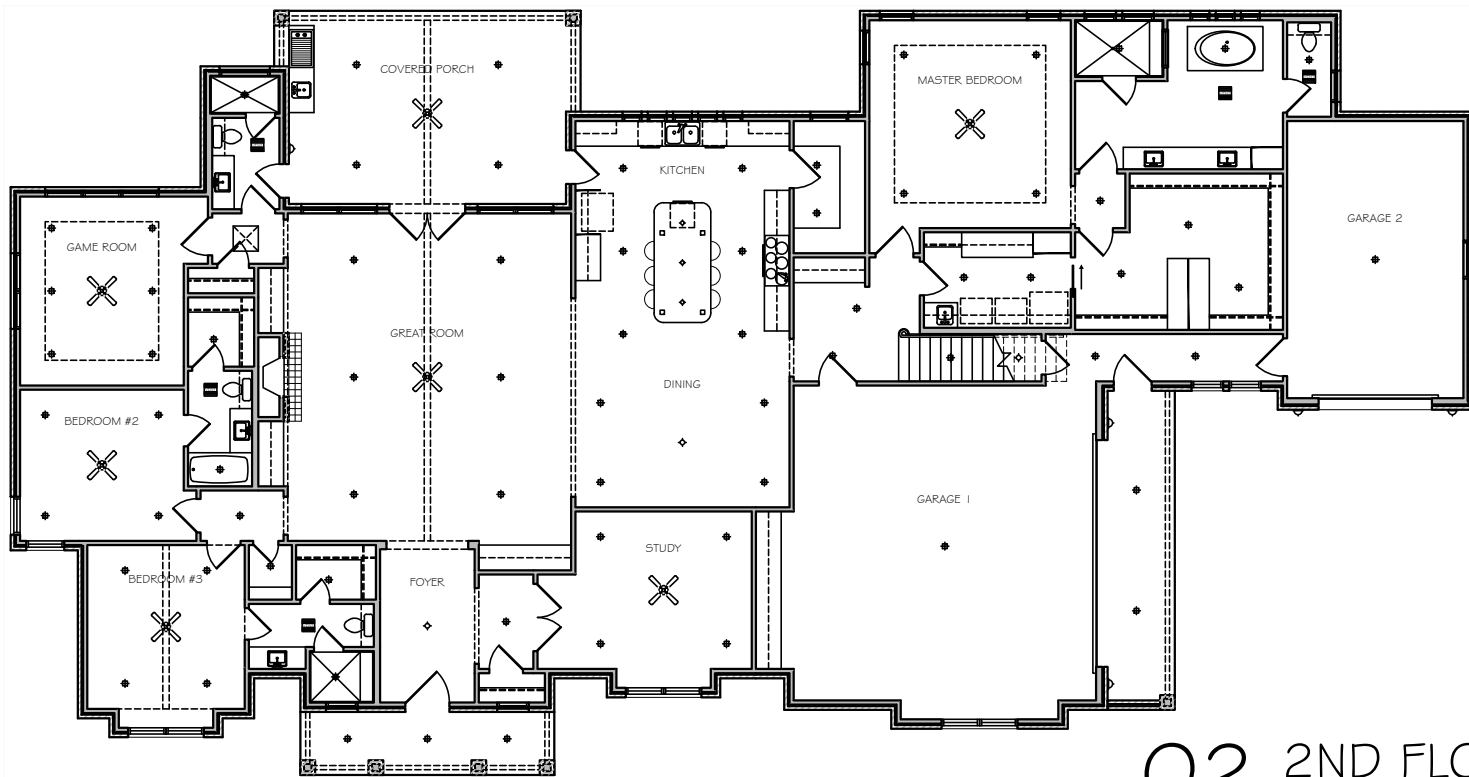 COVERED PORCH
MASTER BEDROOM
KITCHEN
GARAGE 2
GAME ROOM
GREAT ROOM
DINING
BEDROOM #2
GARAGE 1
STUDY
BEDROOM #3
FOYER
02 2ND FLO